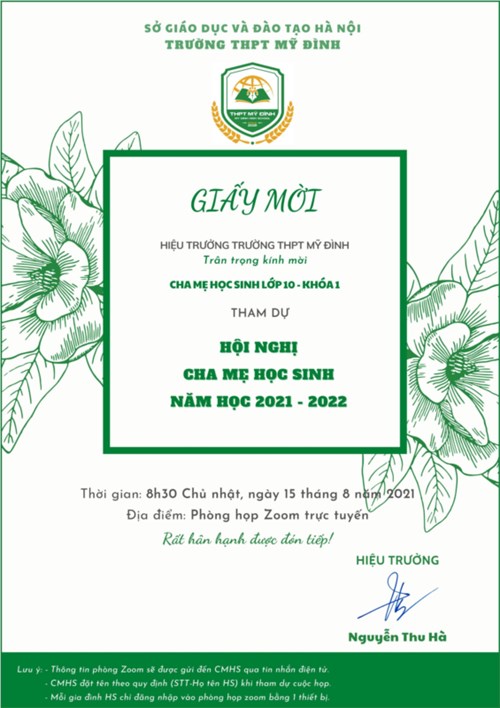 SỞ GIÁO DỤC VÀ ĐÀO TẠO HÀ NỘI
TRƯỜNG THPT MỸ ĐÌNH
THPT MỸ ĐÌNH
GIẤY MỜI
HIỆU TRƯỞNG TRƯỜNG THPT MỸ ĐÌNH
Trân trọng kính mời
CHA MẸ HỌC SINH LỚP 10 - KHÓA 1
THAM DỰ
HỘI NGHỊ
CHA MẸ HỌC SINH
NĂM HỌC 2021 - 2022
Thời gian: 8h30 Chủ nhật, ngày 15 tháng 8 năm 2021
Địa điểm: Phòng họp Zoom trực tuyến
Rất hân hạnh được đón tiếp!
HIỆU TRƯỞNG
Nguyễn Thu Hà
Lưu ý: - Thông tin phòng Zoom sẽ được gửi đến CMHS qua tin nhắn điện tử.
- CMHS đặt tên theo quy định (STT-Họ tên HS) khi tham dự cuộc họp.
- Mỗi gia đình HS chỉ đăng nhập vào phòng họp zoom bằng 1 thiết bị.